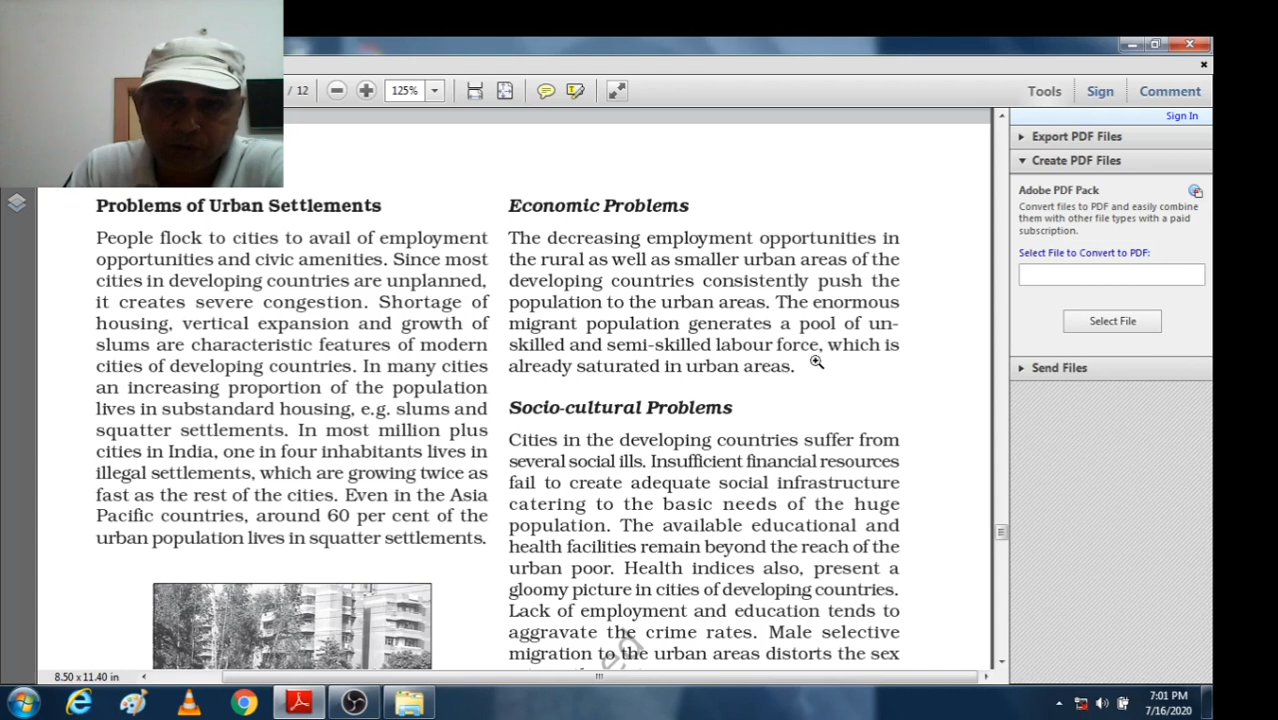 / 12
125%
Tools
Sign
Comment
Sign In
Export PDF Files
Create PDF Files
Adobe PDF Pack
Convert files to PDF and easily combine
them with other file types with a paid
subscription.
Select File to Convert to PDF:
Select File
Send Files
Problems of Urban Settlements
People flock to cities to avail of employment
opportunities and civic amenities. Since most
cities in developing countries are unplanned,
it creates severe congestion. Shortage of
housing, vertical expansion and growth of
slums are characteristic features of modern
cities of developing countries. In many cities
an increasing proportion of the population
lives in substandard housing, e.g. slums and
squatter settlements. In most million plus
cities in India, one in four inhabitants lives in
illegal settlements, which are growing twice as
fast as the rest of the cities. Even in the Asia
Pacific countries, around 60 per cent of the
urban population lives in squatter settlements.
Economic Problems
The decreasing employment opportunities in
the rural as well as smaller urban areas of the
developing countries consistently push the
population to the urban areas. The enormous
migrant population generates a pool of un-
skilled and semi-skilled labour force, which is
already saturated in urban areas.
Socio-cultural Problems
Cities in the developing countries suffer from
several social ills. Insufficient financial resources
fail to create adequate social infrastructure
catering to the basic needs of the huge
population. The available educational and
health facilities remain beyond the reach of the
urban poor. Health indices also, present a
gloomy picture in cities of developing countries.
Lack of employment and education tends to
aggravate the crime rates. Male selective
migration to the urban areas distorts the sex
8.50 x 11.40 in
7:01 PM
7/16/2020